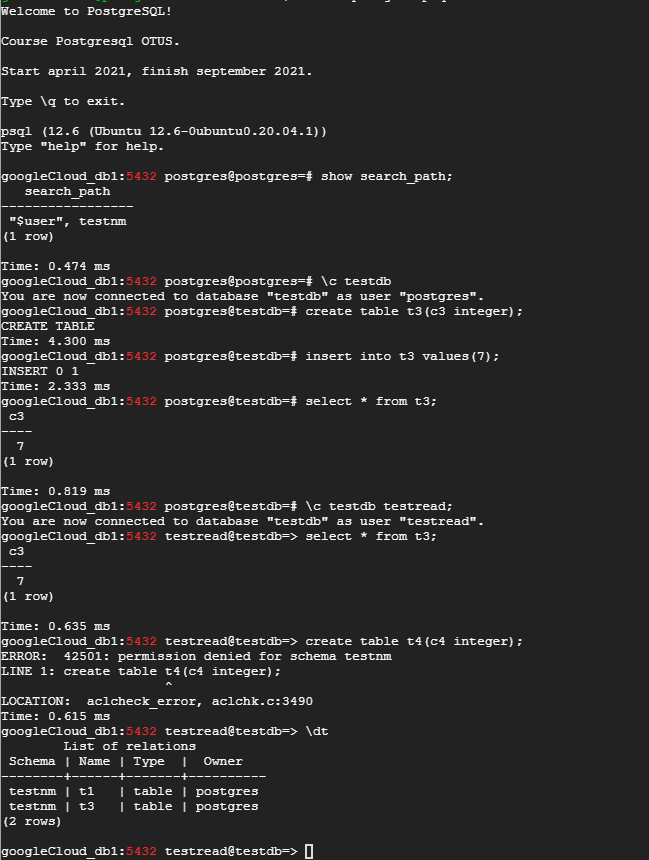 Welcome to PostgreSQL!
Course Postgresql OTUS.
Start april 2021, finish september 2021.
Type \q to exit.
psql (12.6 (Ubuntu 12.6-0ubuntu0.20.04.1))
Type "help" for help.
googleCloud_db1:5432 postgres@postgres=# show search_path;
   search_path
-----------------
 "$user", testnm
(1 row)
Time: 0.474 ms
googleCloud_db1:5432 postgres@postgres=# \c testdb
You are now connected to database "testdb" as user "postgres".
googleCloud_db1:5432 postgres@testdb=# create table t3(c3 integer);
CREATE TABLE
Time: 4.300 ms
googleCloud_db1:5432 postgres@testdb=# insert into t3 values(7);
INSERT 0 1
Time: 2.333 ms
googleCloud_db1:5432 postgres@testdb=# select * from t3;
 c3
----
  7
(1 row)
Time: 0.819 ms
googleCloud_db1:5432 postgres@testdb=# \c testdb testread;
You are now connected to database "testdb" as user "testread".
googleCloud_db1:5432 testread@testdb=> select * from t3;
 c3
----
  7
(1 row)
Time: 0.635 ms
googleCloud_db1:5432 testread@testdb=> create table t4(c4 integer);
ERROR:  42501: permission denied for schema testnm
LINE 1: create table t4(c4 integer);
                     ^
LOCATION:  aclcheck_error, aclchk.c:3490
Time: 0.615 ms
googleCloud_db1:5432 testread@testdb=> \dt
        List of relations
 Schema | Name | Type  |  Owner
--------+------+-------+----------
 testnm | t1   | table | postgres
 testnm | t3   | table | postgres
(2 rows)
googleCloud_db1:5432 testread@testdb=>